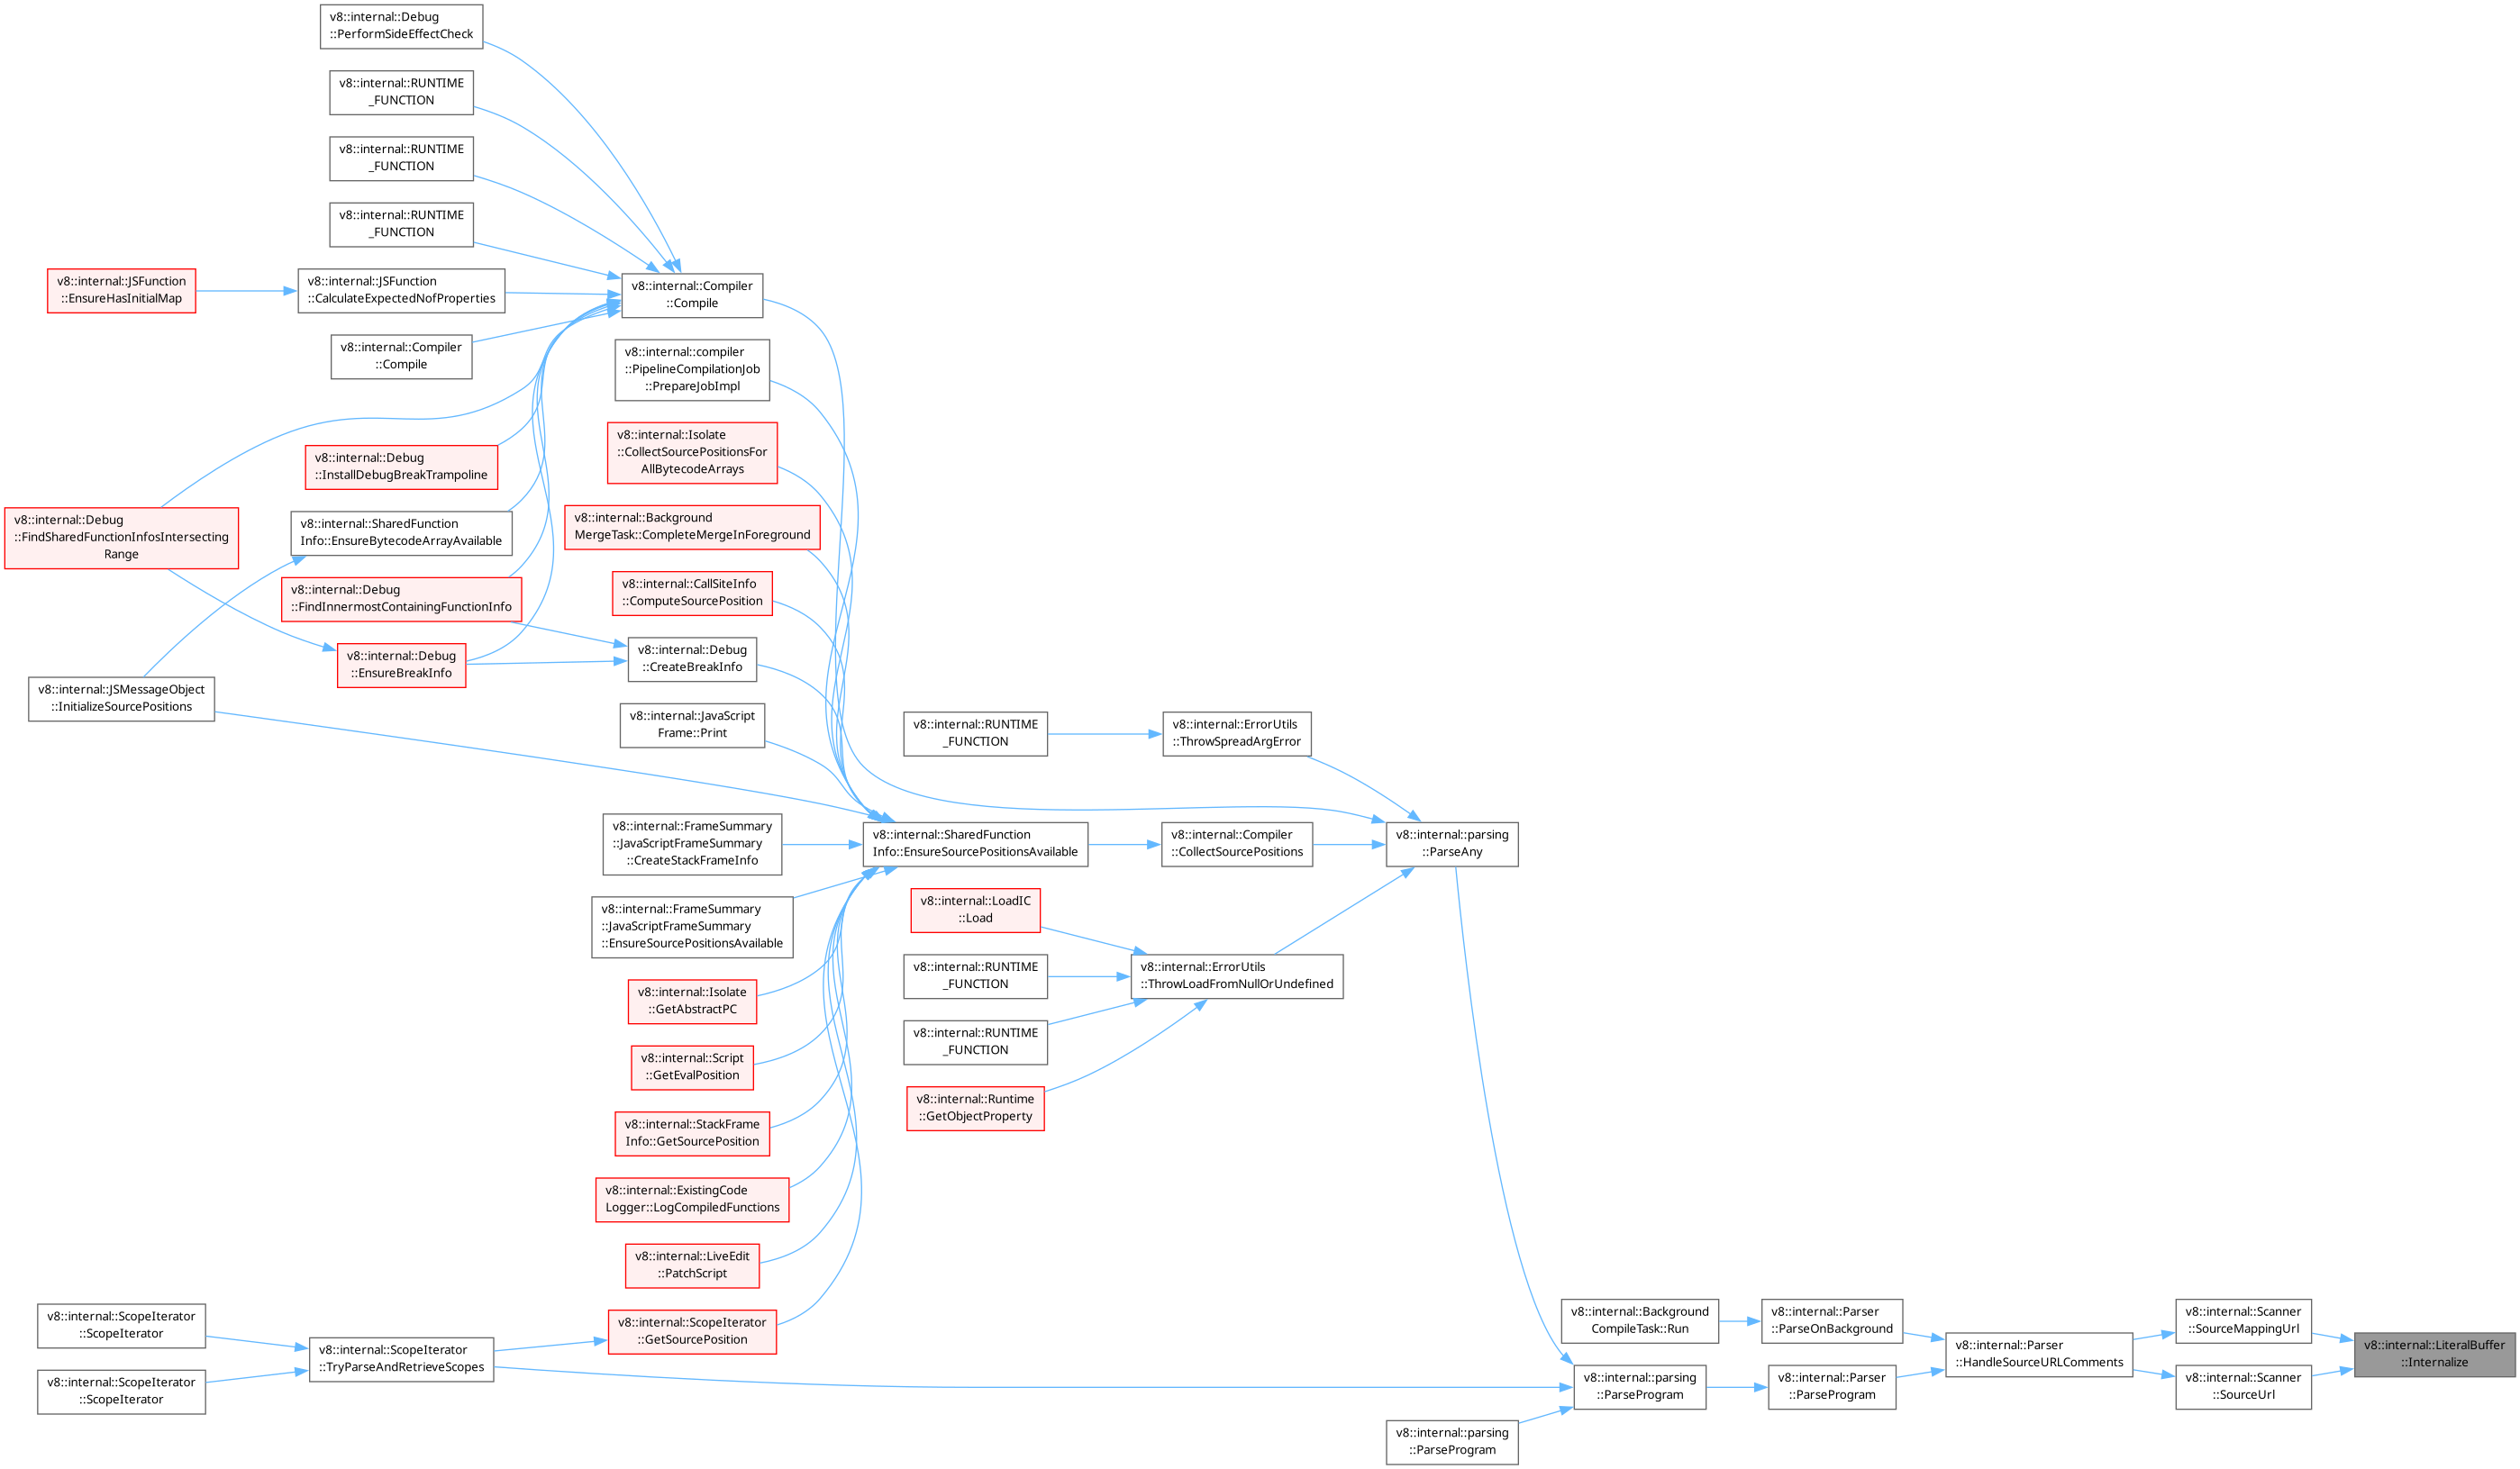 v8::internal::Debug
::PerformSideEffectCheck
v8::internal::RUNTIME
_FUNCTION
v8::internal::RUNTIME
_FUNCTION
v8::internal::RUNTIME
_FUNCTION
v8::internal::JSFunction
::EnsureHasInitialMap
v8::internal::JSFunction
::CalculateExpectedNofProperties
v8::internal::Compiler
::Compile
v8::internal::Compiler
::Compile
v8::internal::compiler
::PipelineCompilationJob
::PrepareJobImpl
v8::internal::Isolate
::CollectSourcePositionsFor
AllBytecodeArrays
v8::internal::Debug
::InstallDebugBreakTrampoline
v8::internal::Debug
::FindSharedFunctionInfosIntersecting
Range
v8::internal::SharedFunction
Info::EnsureBytecodeArrayAvailable
v8::internal::Background
MergeTask::CompleteMergeInForeground
v8::internal::Debug
::FindInnermostContainingFunctionInfo
v8::internal::CallSiteInfo
::ComputeSourcePosition
v8::internal::Debug
::EnsureBreakInfo
v8::internal::Debug
::CreateBreakInfo
v8::internal::JSMessageObject
::InitializeSourcePositions
v8::internal::JavaScript
Frame::Print
v8::internal::RUNTIME
_FUNCTION
v8::internal::ErrorUtils
::ThrowSpreadArgError
v8::internal::FrameSummary
::JavaScriptFrameSummary
::CreateStackFrameInfo
v8::internal::SharedFunction
Info::EnsureSourcePositionsAvailable
v8::internal::Compiler
::CollectSourcePositions
v8::internal::parsing
::ParseAny
v8::internal::FrameSummary
::JavaScriptFrameSummary
::EnsureSourcePositionsAvailable
v8::internal::LoadIC
::Load
v8::internal::Isolate
::GetAbstractPC
v8::internal::RUNTIME
_FUNCTION
v8::internal::ErrorUtils
::ThrowLoadFromNullOrUndefined
v8::internal::Script
::GetEvalPosition
v8::internal::RUNTIME
_FUNCTION
v8::internal::StackFrame
Info::GetSourcePosition
v8::internal::Runtime
::GetObjectProperty
v8::internal::ExistingCode
Logger::LogCompiledFunctions
v8::internal::LiveEdit
::PatchScript
v8::internal::ScopeIterator
::ScopeIterator
v8::internal::ScopeIterator
::TryParseAndRetrieveScopes
v8::internal::ScopeIterator
::GetSourcePosition
v8::internal::ScopeIterator
::ScopeIterator
v8::internal::Background
CompileTask::Run
v8::internal::Parser
::ParseOnBackground
v8::internal::Parser
::HandleSourceURLComments
v8::internal::Scanner
::SourceMappingUrl
v8::internal::LiteralBuffer
::Internalize
v8::internal::parsing
::ParseProgram
v8::internal::Parser
::ParseProgram
v8::internal::Scanner
::SourceUrl
v8::internal::parsing
::ParseProgram